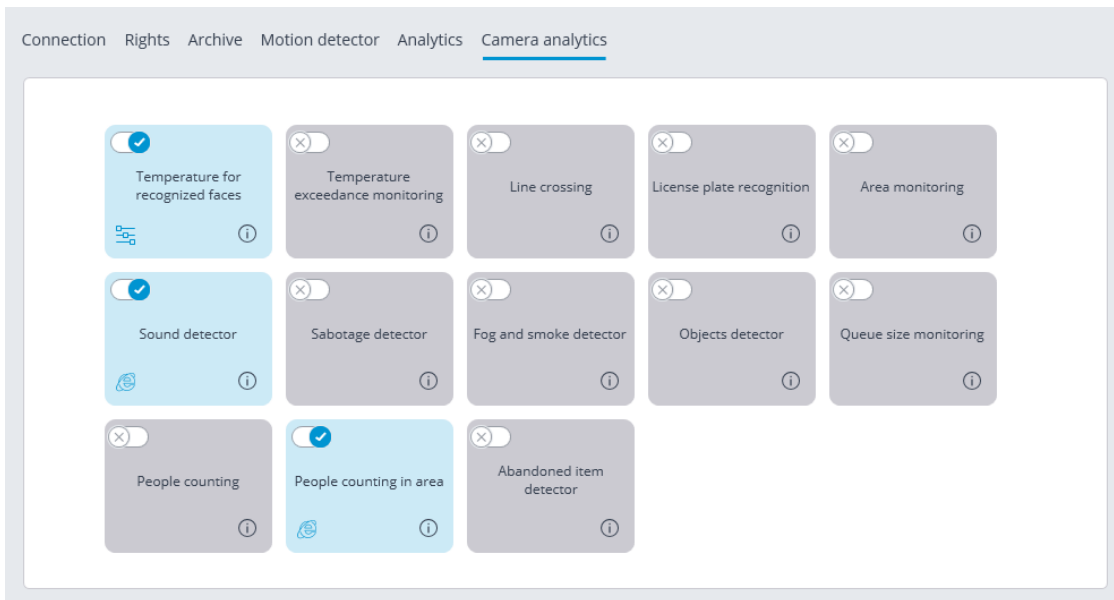 Connection Rights Archive Motion detector Analytics Camera analytics
Temperature for
recognized faces
Temperature
exceedance monitoring
Line crossing
License plate recognition
Area monitoring
Sound detector
Sabotage detector
Fog and smoke detector
Objects detector
Queue size monitoring
People counting
People counting in area
Abandoned item
detector